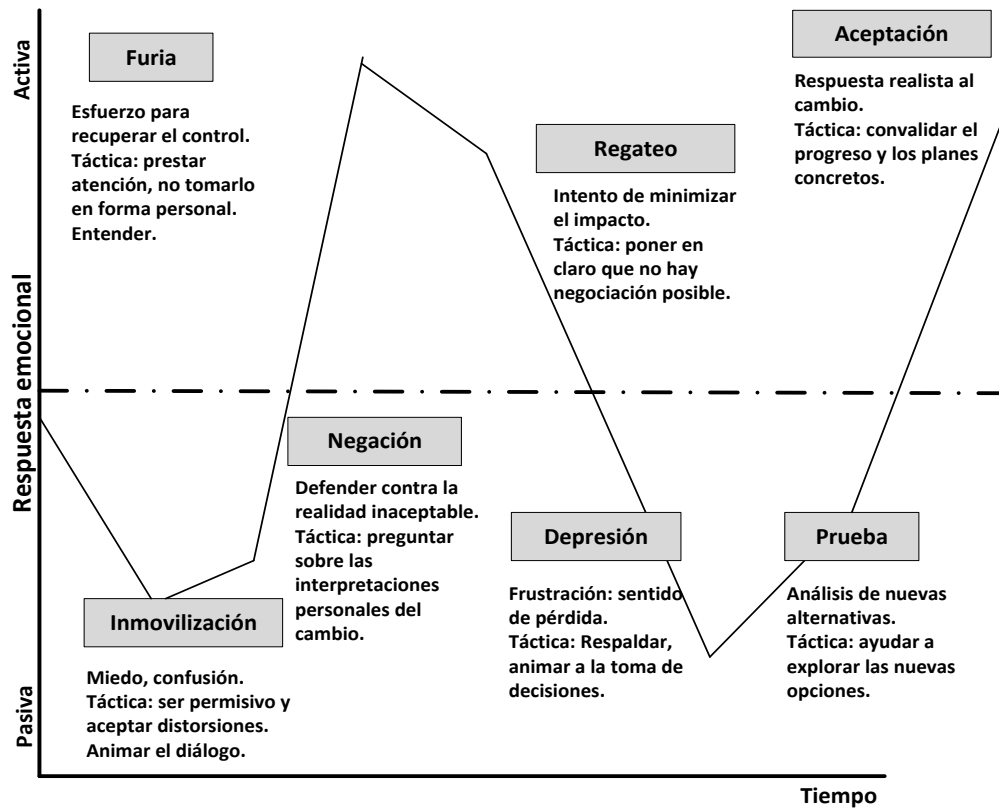 Activa
Respuesta emocional
Pasiva
Furia
Esfuerzo para
recuperar el control.
Táctica: prestar
atención, no tomarlo
en forma personal.
Entender.
Inmovilización
Miedo, confusión.
Táctica: ser permisivo y
aceptar distorsiones.
Animar el diálogo.
Negación
Defender contra la
realidad inaceptable.
Táctica: preguntar
sobre las
interpretaciones
personales del
cambio.
Regateo
Intento de minimizar
el impacto.
Táctica: poner en
claro que no hay
negociación posible.
Depresión
Frustración: sentido
de pérdida.
Táctica: Respaldar,
animar a la toma de
decisiones.
Prueba
Análisis de nuevas
alternativas.
Táctica: ayudar a
explorar las nuevas
opciones.
Aceptación
Respuesta realista al
cambio.
Táctica: convalidar el
progreso y los planes
concretos.
Tiempo